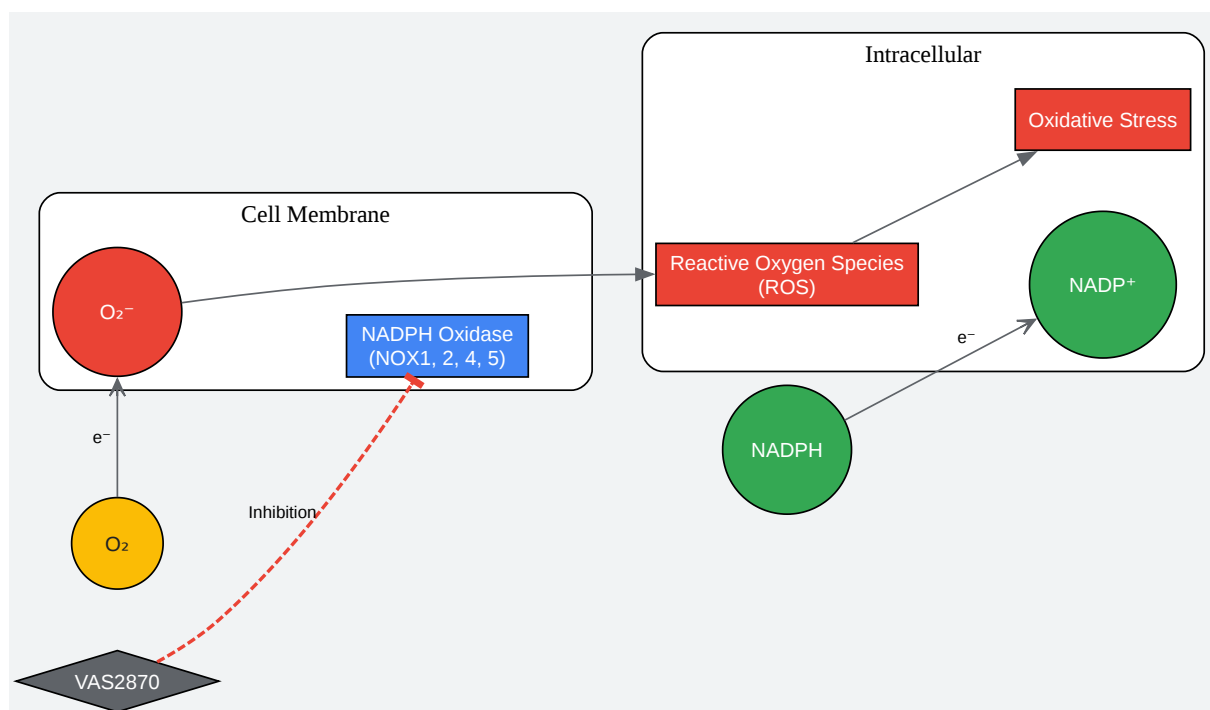 Intracellular
Oxidative Stress
Cell Membrane
Reactive Oxygen Species
(ROS)
NADP⁺
O₂⁻
NADPH Oxidase
(NOX1, 2, 4, 5)
e⁻
e⁻
NADPH
Inhibition
O₂
VAS2870